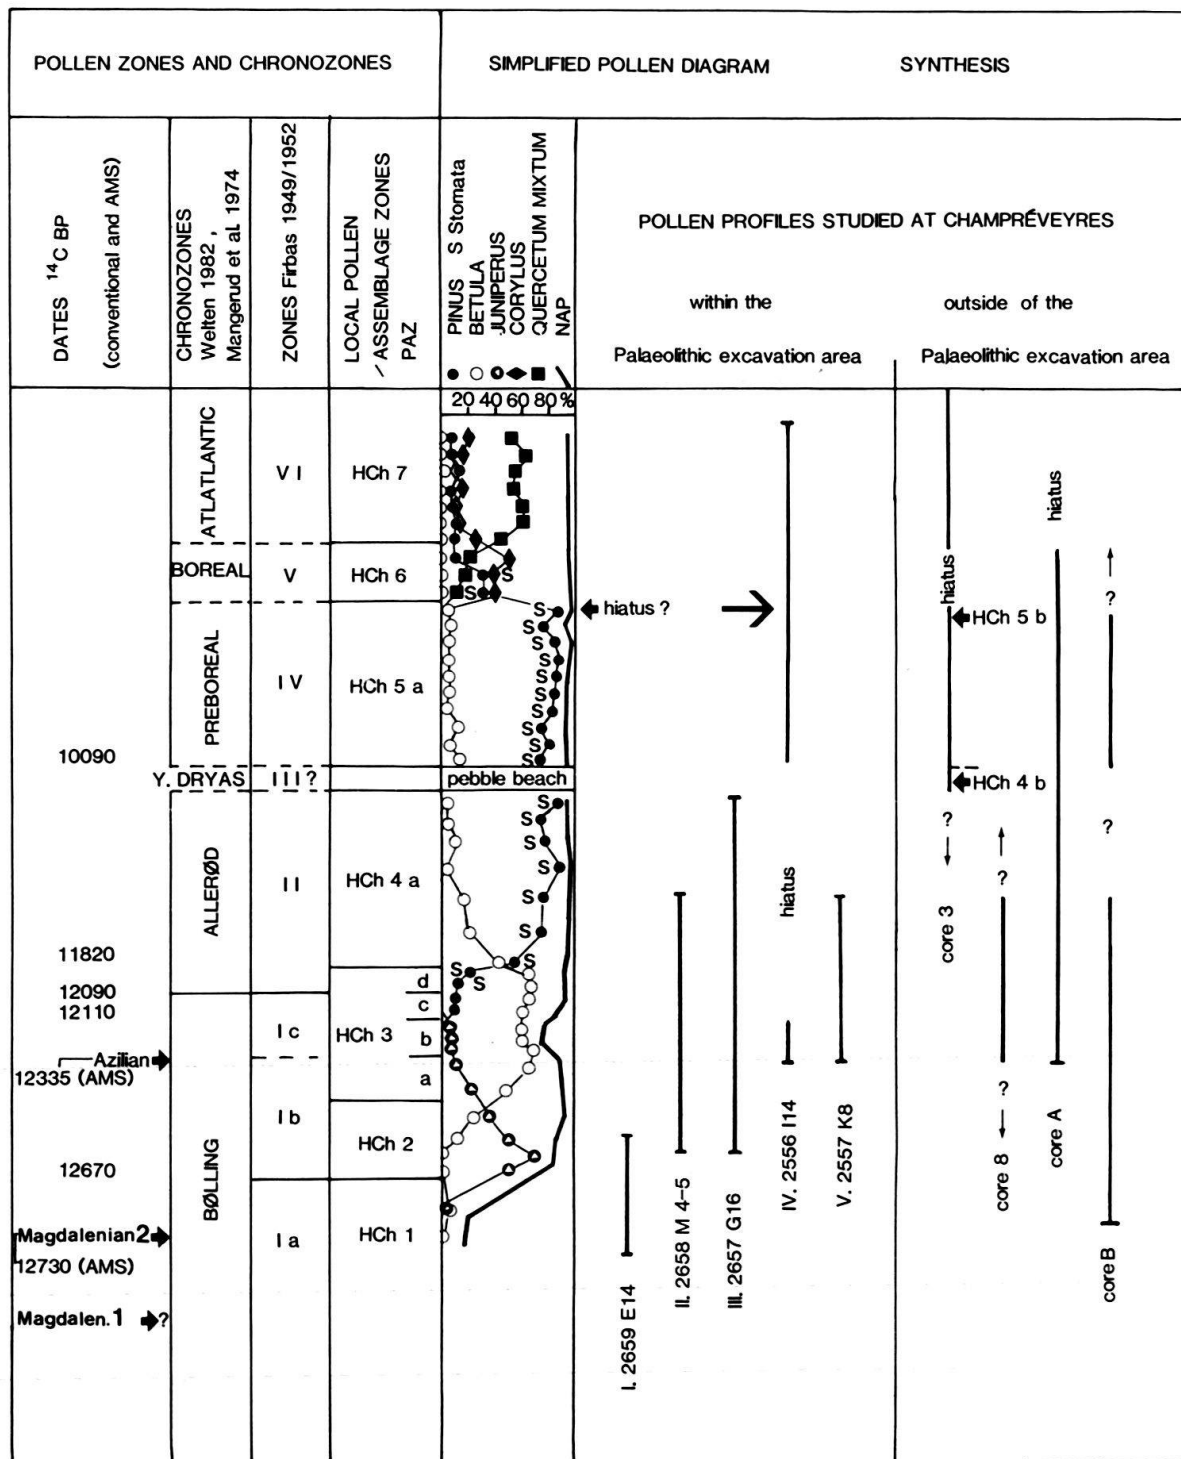 POLLEN ZONES AND CHRONOZONES
SIMPLIFIED POLLEN DIAGRAM
SYNTHESIS
DATES ¹⁴C BP
(conventional and AMS)
CHRONOZONES
Welten 1982 ,
Mangerud et al 1974
ZONES Firbas 1949/1952
LOCAL POLLEN
/ ASSEMBLAGE ZONES
PAZ
PINUS S Stomata
BETULA
JUNIPERUS
CORYLUS
QUERCETUM MIXTUM
NAP
20 40 60 80 %
POLLEN PROFILES STUDIED AT CHAMPRÉVEYRES
within the
Palaeolithic excavation area
outside of the
Palaeolithic excavation area
ATLATLANTIC
VI
HCh 7
BOREAL
V
HCh 6
S
S
hiatus
hiatus
?
PREBOREAL
IV
HCh 5 a
S
S
S
S
S
S
S
S
S
S
hiatus ?
HCh 5 b
10090
Y. DRYAS
III?
pebble beach
HCh 4 b
ALLERØD
II
HCh 4 a
S
S
S
S
S
S
S
hiatus
?
?
?
core 3
11820
12090
12110
S
S
d
c
I c
HCh 3
b
a
Azilian
12335 (AMS)
BØLLING
I b
HCh 2
12670
?
I a
HCh 1
Magdalenian 2
12730 (AMS)
Magdalen. 1
?
I. 2659 E14
II. 2658 M 4-5
III. 2657 G16
IV. 2556 I14
V. 2557 K8
core 8
core A
core B